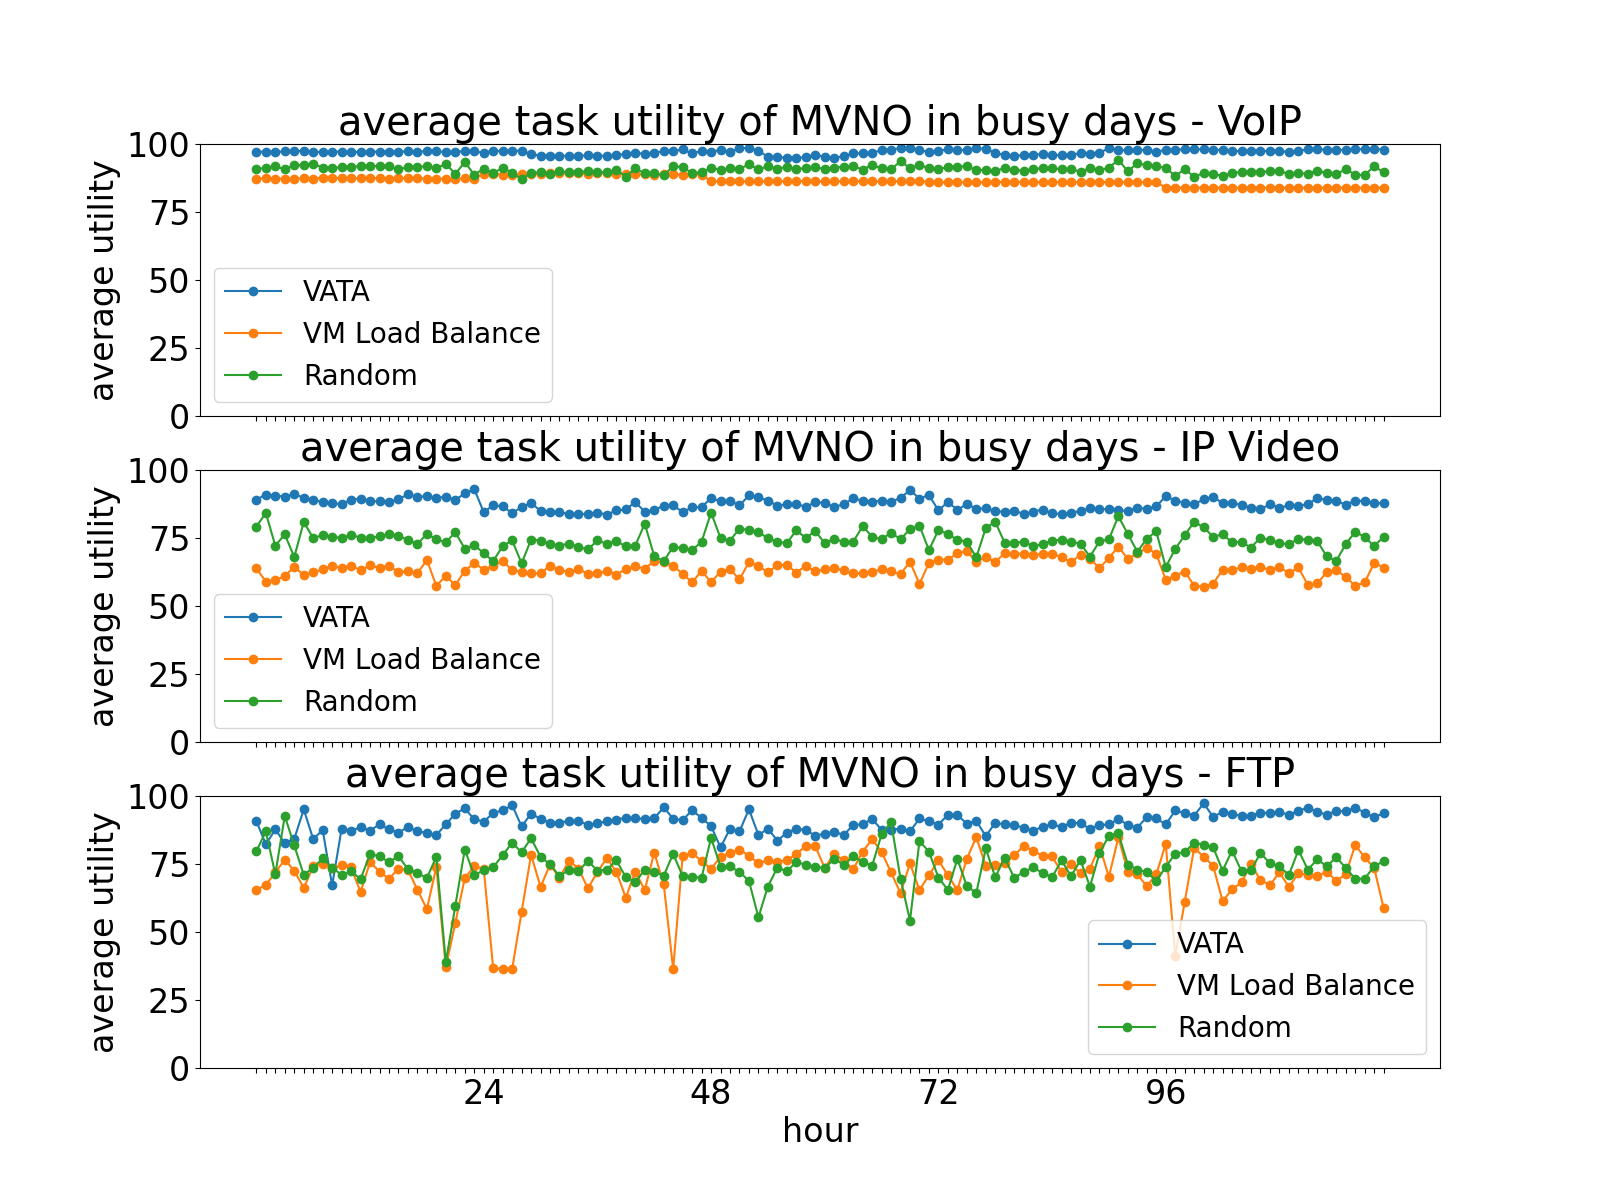 average task utility of MVNO in busy days - VoIP
100
75
50
25
0
average utility
VATA
VM Load Balance
Random
average task utility of MVNO in busy days - IP Video
100
75
50
25
0
average utility
VATA
VM Load Balance
Random
average task utility of MVNO in busy days - FTP
100
75
50
25
0
average utility
VATA
VM Load Balance
Random
24 48 72 96
hour